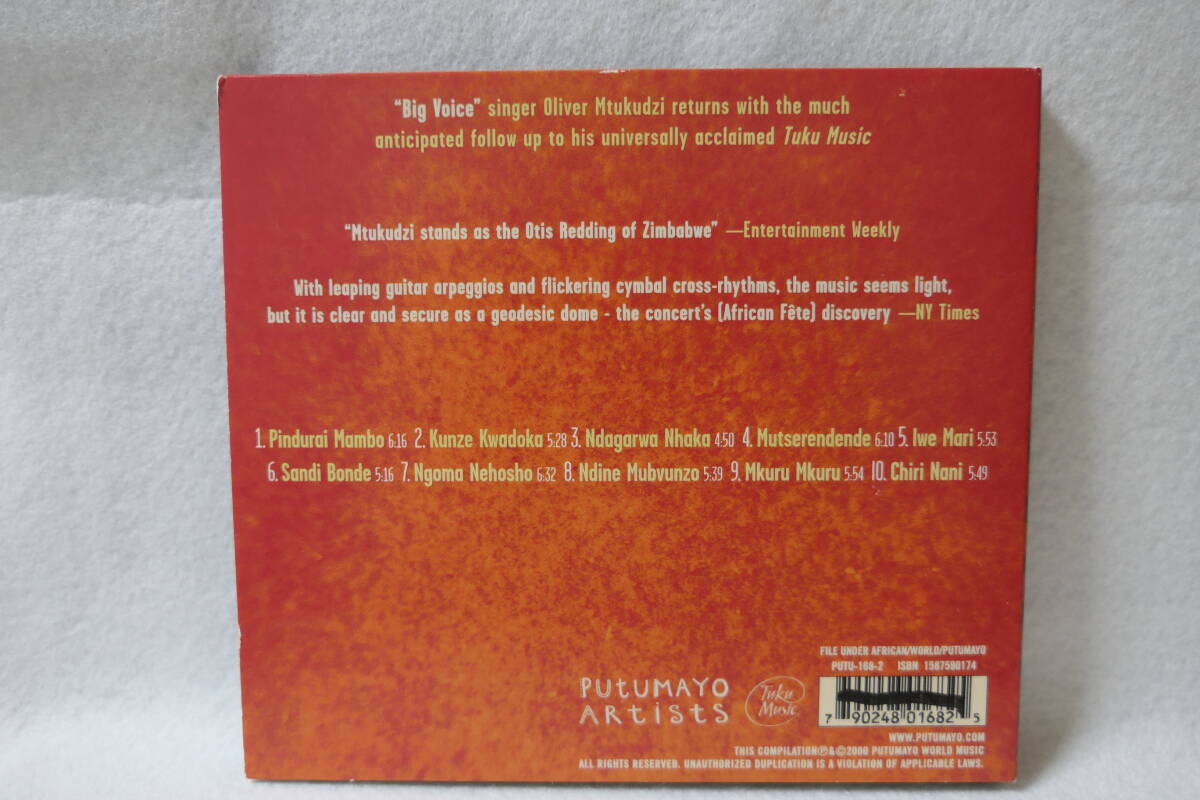 “Big Voice” singer Oliver Mtukudzi returns with the much
anticipated follow up to his universally acclaimed Tuku Music
“Mtukudzi stands as the Otis Redding of Zimbabwe” —Entertainment Weekly
With leaping guitar arpeggios and flickering cymbal cross-rhythms, the music seems light,
but it is clear and secure as a geodesic dome - the concert's (African Fête) discovery —NY Times
1. Pindurai Mambo 6:16 2. Kunze Kwadoka 5:28 3. Ndagarwa Nhaka 4:50 4. Mutserendende 6:10 5. Iwe Mari 5:53
6. Sandi Bonde 5:16 7. Ngoma Nehosho 6:32 8. Ndine Mubvunzo 5:39 9. Mkuru Mkuru 5:54 10. Chiri Nani 5:49
FILE UNDER AFRICAN/WORLD/PUTUMAYO
PUTU-168-2 ISBN 1587590174
PUTUMAYO
ARTISTS
Tuku
Music
7 90248 01682 5
WWW.PUTUMAYO.COM
THIS COMPILATION℗&©2000 PUTUMAYO WORLD MUSIC
ALL RIGHTS RESERVED. UNAUTHORIZED DUPLICATION IS A VIOLATION OF APPLICABLE LAWS.